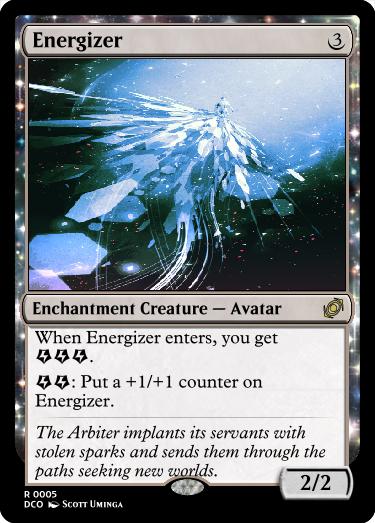 Energizer 3
Enchantment Creature — Avatar
When Energizer enters, you get
.
: Put a +1/+1 counter on
Energizer.
The Arbiter implants its servants with
stolen sparks and sends them through the
paths seeking new worlds.
2/2
R 0005
DCO Scott Uminga